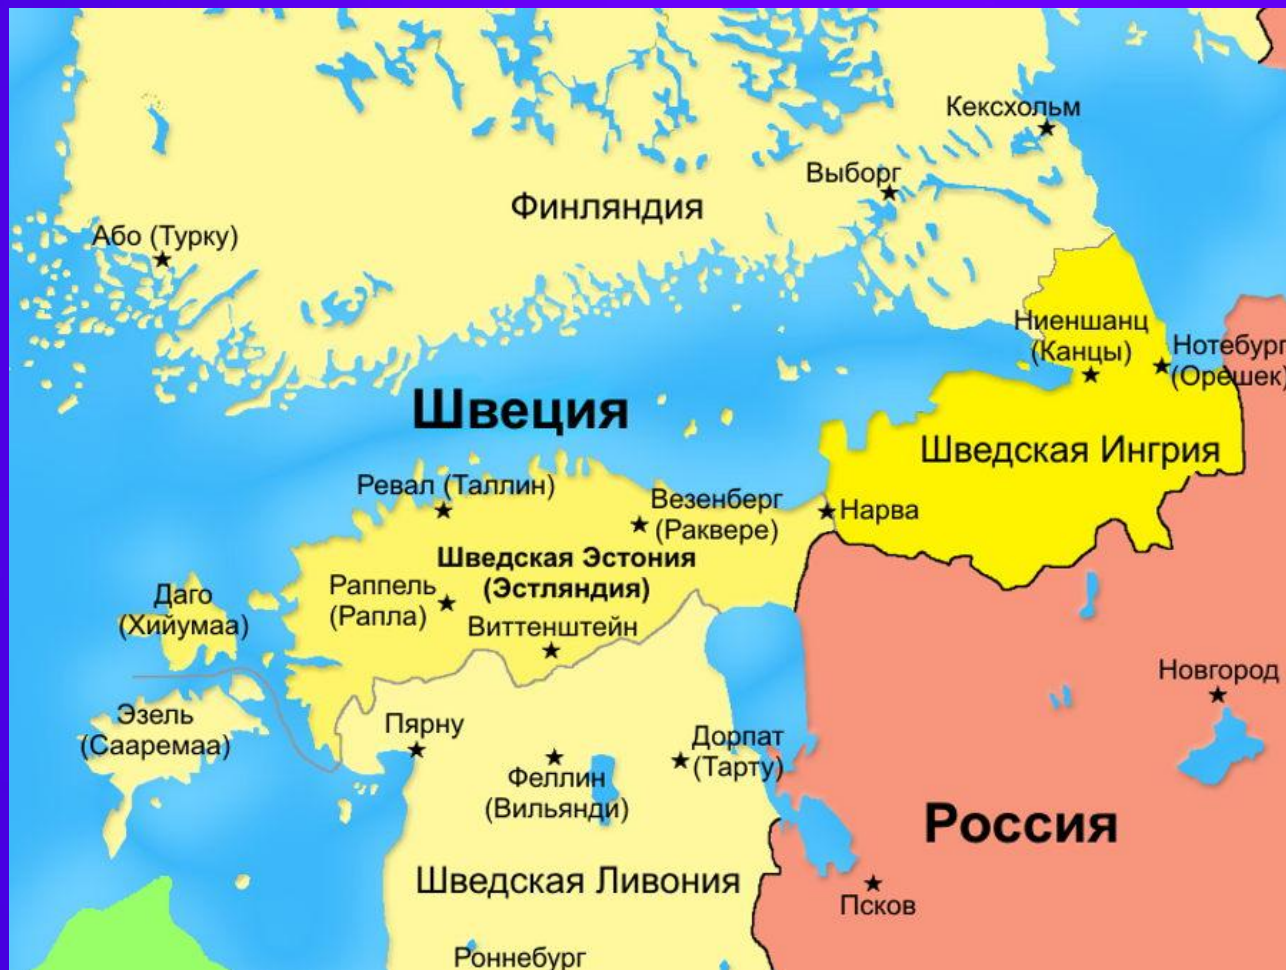 Кексхольм
Выборг
Финляндия
Або (Турку)
Ниеншанц
(Канцы)
Нотебург
(Орешек)
Швеция
Шведская Ингрия
Ревал (Таллин)
Везенберг
(Раквере)
Нарва
Шведская Эстония
(Эстляндия)
Раппель
(Рапла)
Даго
(Хийумаа)
Виттенштейн
Новгород
Эзель
(Сааремаа)
Пярну
Дорпат
(Тарту)
Феллин
(Вильянди)
Россия
Шведская Ливония
Псков
Роннебург